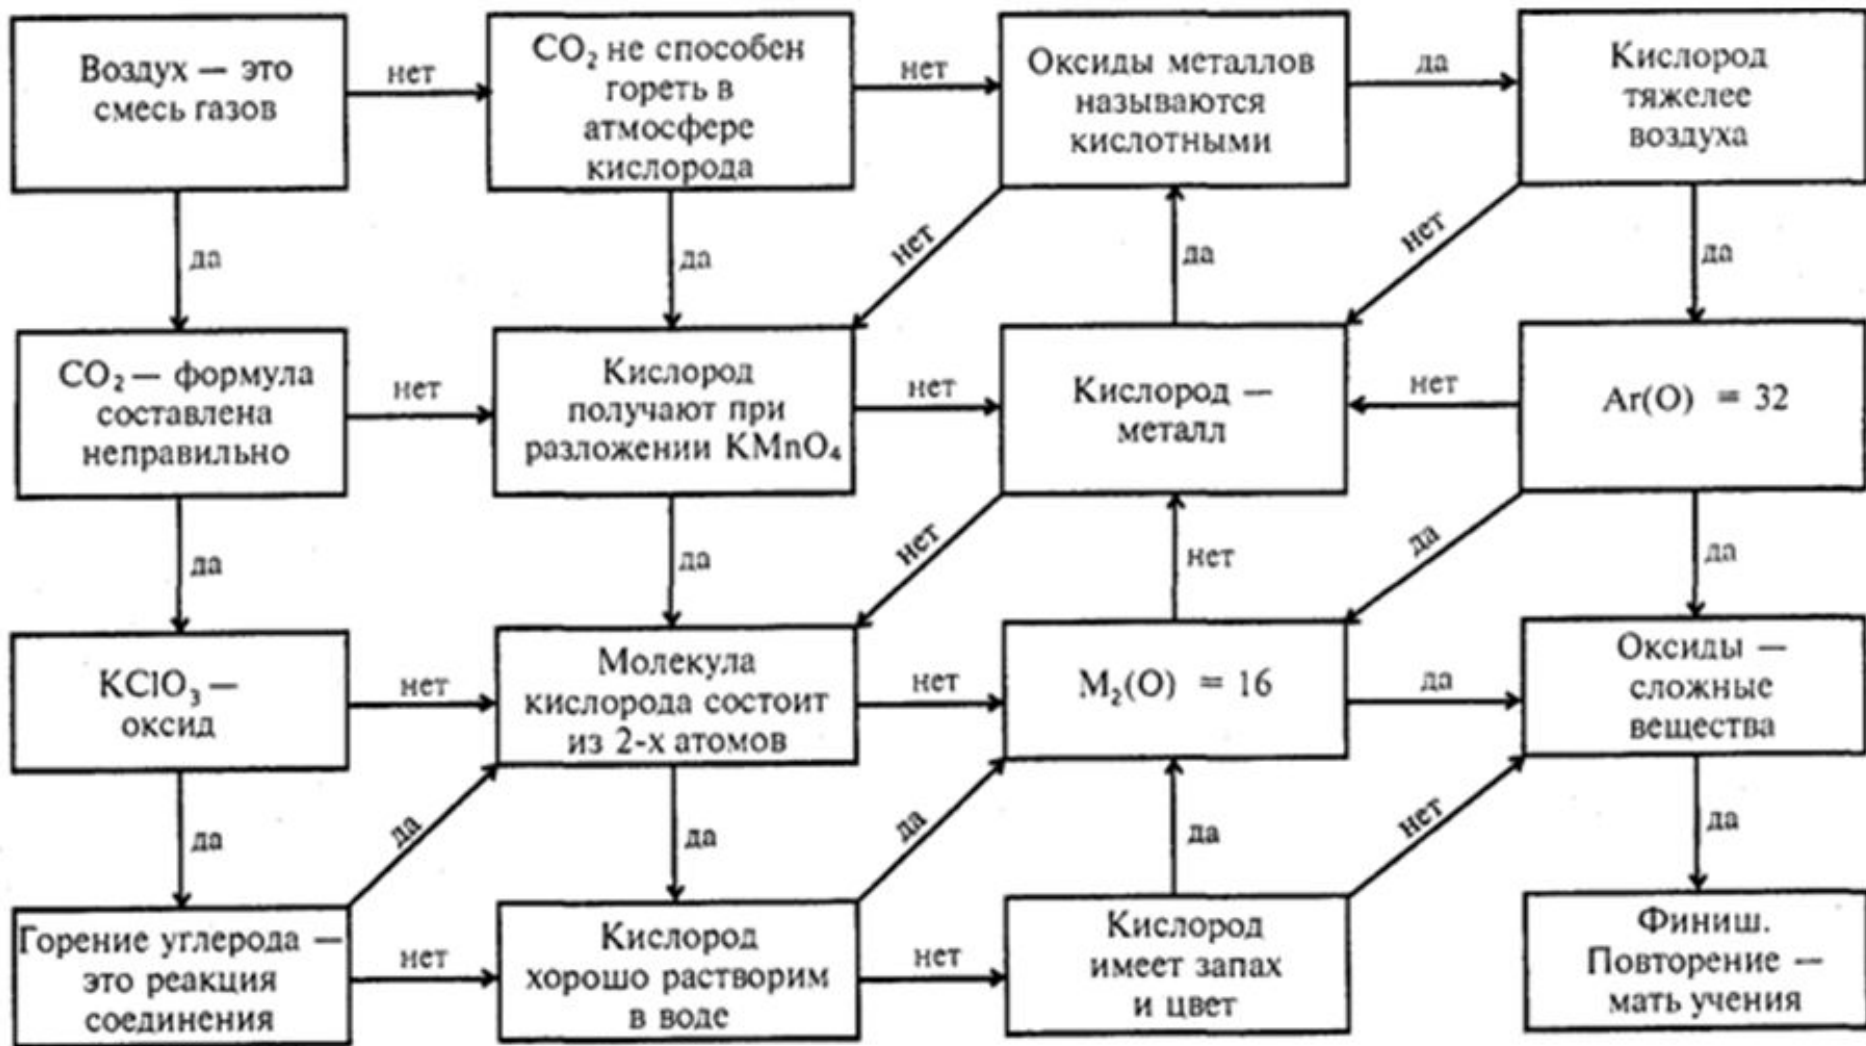 Воздух — это
смесь газов
нет
CO₂ не способен
гореть в
атмосфере
кислорода
нет
Оксиды металлов
называются
кислотными
да
Кислород
тяжелее
воздуха
да
да
нет
да
нет
да
CO₂ — формула
составлена
неправильно
нет
Кислород
получают при
разложении KMnO₄
нет
Кислород —
металл
нет
Ar(O) = 32
да
да
нет
нет
да
да
KClO₃ —
оксид
нет
Молекула
кислорода состоит
из 2-х атомов
нет
M₂(O) = 16
да
Оксиды —
сложные
вещества
да
да
да
да
да
нет
да
Горение углерода —
это реакция
соединения
нет
Кислород
хорошо растворим
в воде
нет
Кислород
имеет запах
и цвет
Финиш.
Повторение —
мать учения